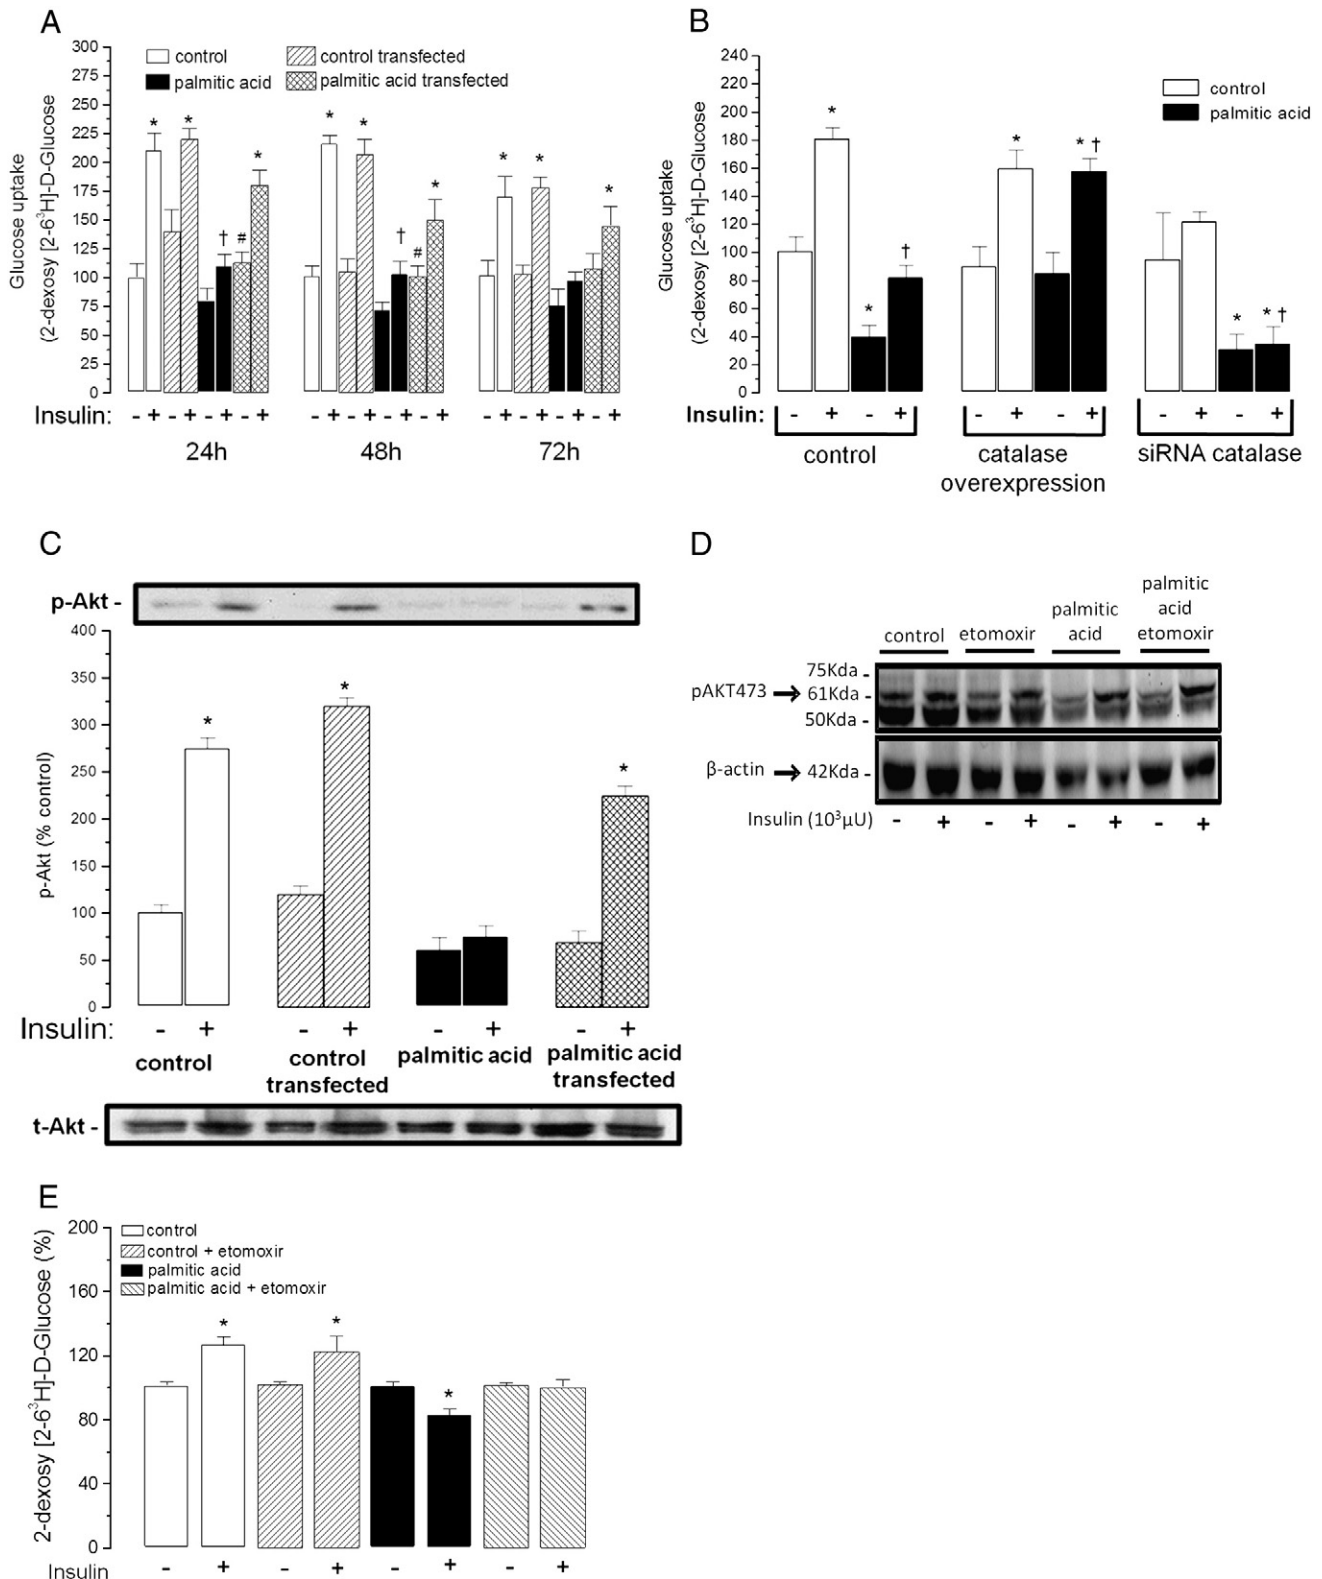 A
Glucose uptake
(2-dexosy [2-6³H]-D-Glucose
300
275
250
225
200
175
150
125
100
75
50
25
0
control
control transfected
palmitic acid
palmitic acid transfected
* * † # *
* * † # *
* * *
Insulin: - + - + - + - + - + - + - + - + - + - + - + - +
24h 48h 72h
B
Glucose uptake
(2-dexosy [2-6³H]-D-Glucose
240
220
200
180
160
140
120
100
80
60
40
20
0
control
palmitic acid
* * †
* * †
* * †
Insulin: - + - + - + - + - + - +
control catalase siRNA catalase
overexpression
C
p-Akt -
p-Akt (% control)
400
350
300
250
200
150
100
50
0
* * *
Insulin: - + - + - + - +
control control palmitic acid palmitic acid
transfected transfected
t-Akt -
D
control etomoxir palmitic acid palmitic acid etomoxir
75Kda -
pAKT473 → 61Kda -
50Kda -
β-actin → 42Kda -
Insulin (10³µU) - + - + - + - +
E
2-dexosy [2-6³H]-D-Glucose (%)
200
160
120
80
40
0
control
control + etomoxir
palmitic acid
palmitic acid + etomoxir
* * *
Insulin - + - + - + - +